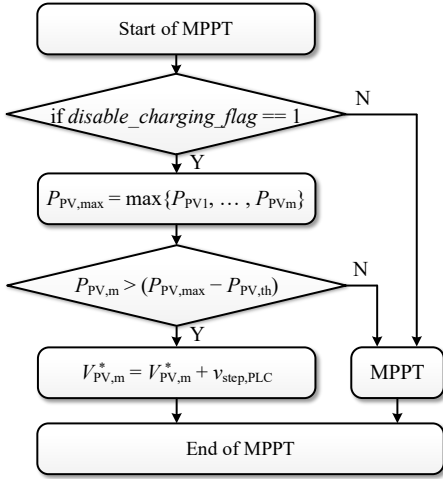 Start of MPPT
if disable_charging_flag == 1
N
Y
P_PV,max = max{P_PV1, … , P_PVm}
P_PV,m > (P_PV,max − P_PV,th)
N
Y
V*_PV,m = V*_PV,m + v_step,PLC
MPPT
End of MPPT